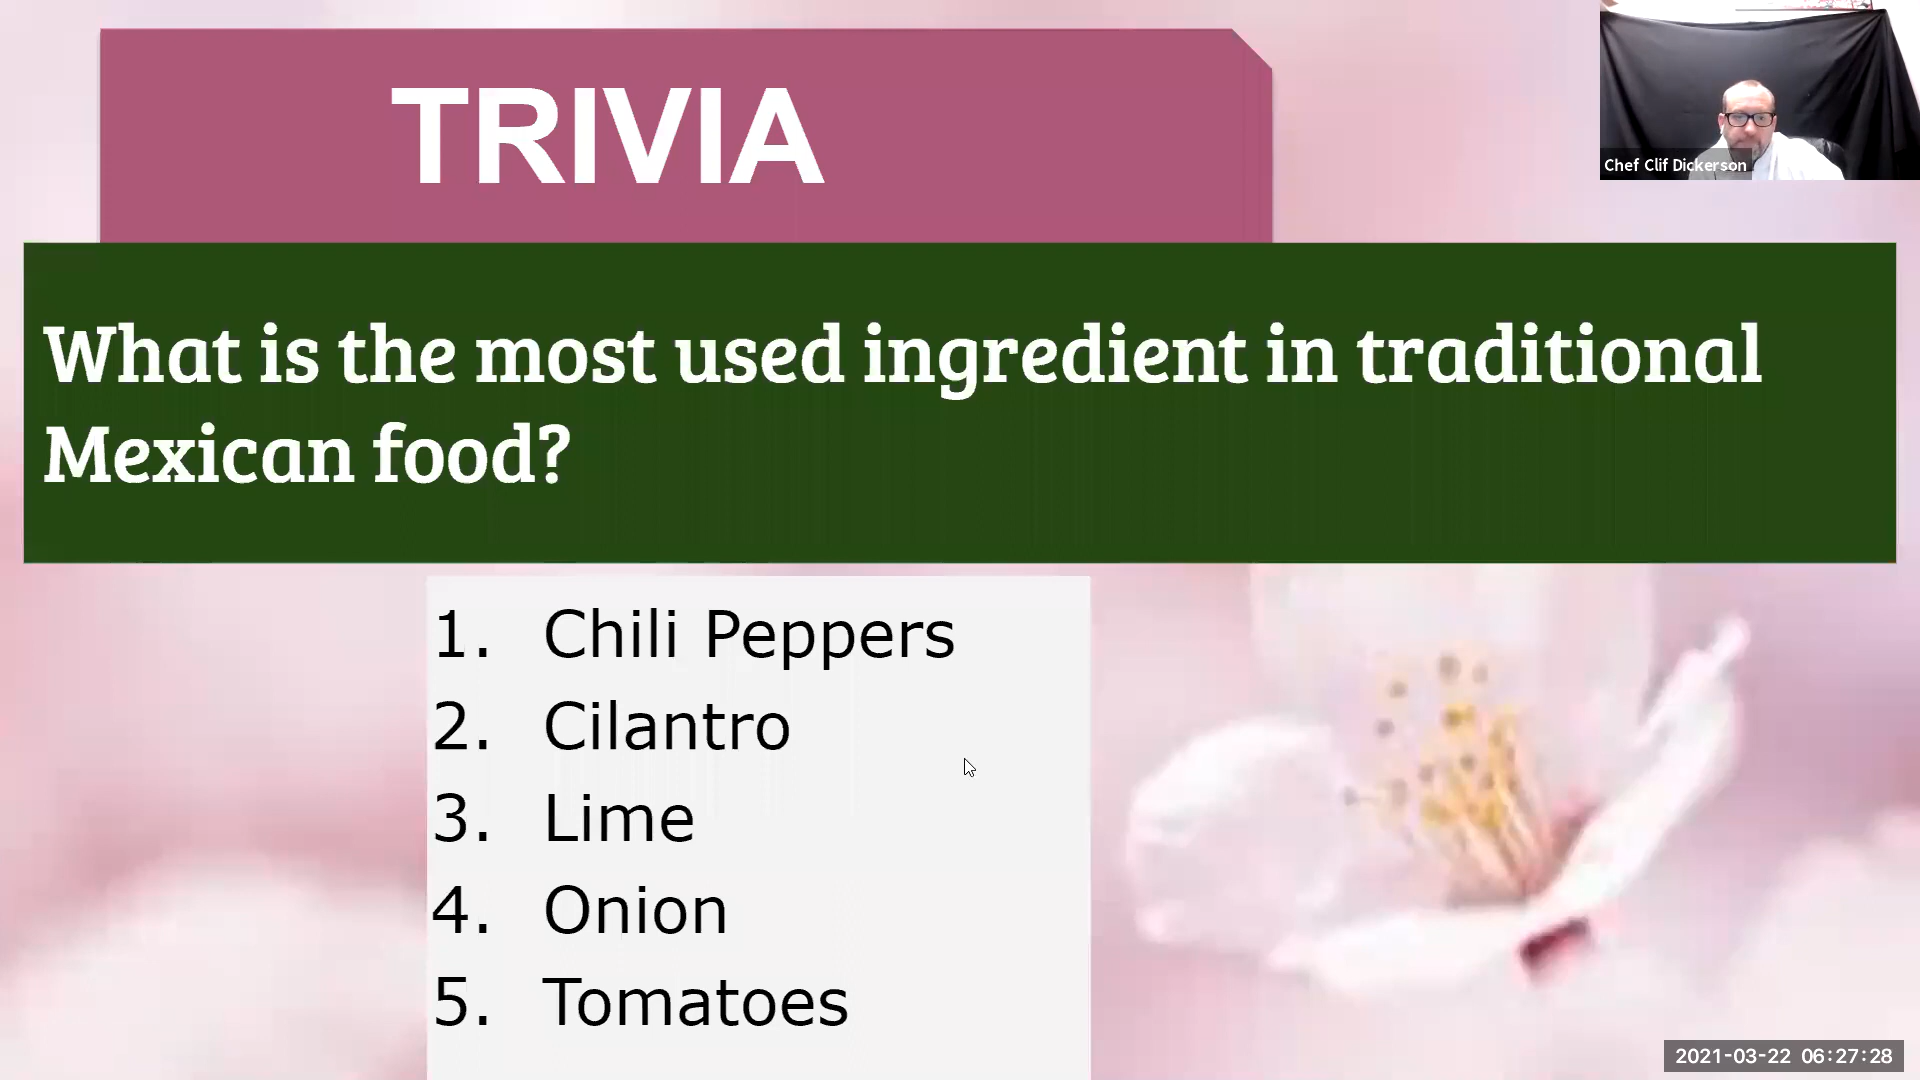 TRIVIA
Chef Clif Dickerson
What is the most used ingredient in traditional
Mexican food?
1. Chili Peppers
2. Cilantro
3. Lime
4. Onion
5. Tomatoes
2021-03-22 06:27:28